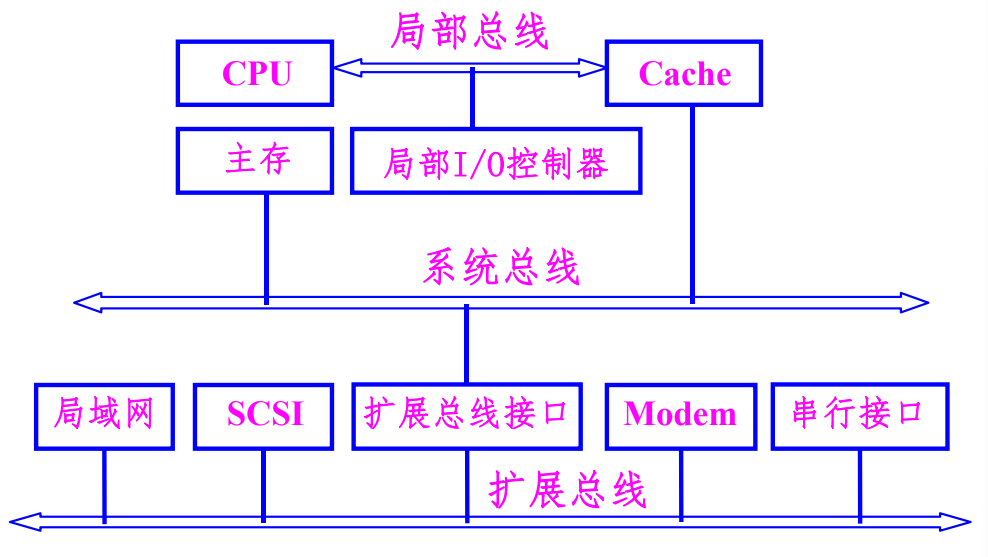 局部总线
CPU
Cache
主存
局部I/O控制器
系统总线
局域网
SCSI
扩展总线接口
Modem
串行接口
扩展总线